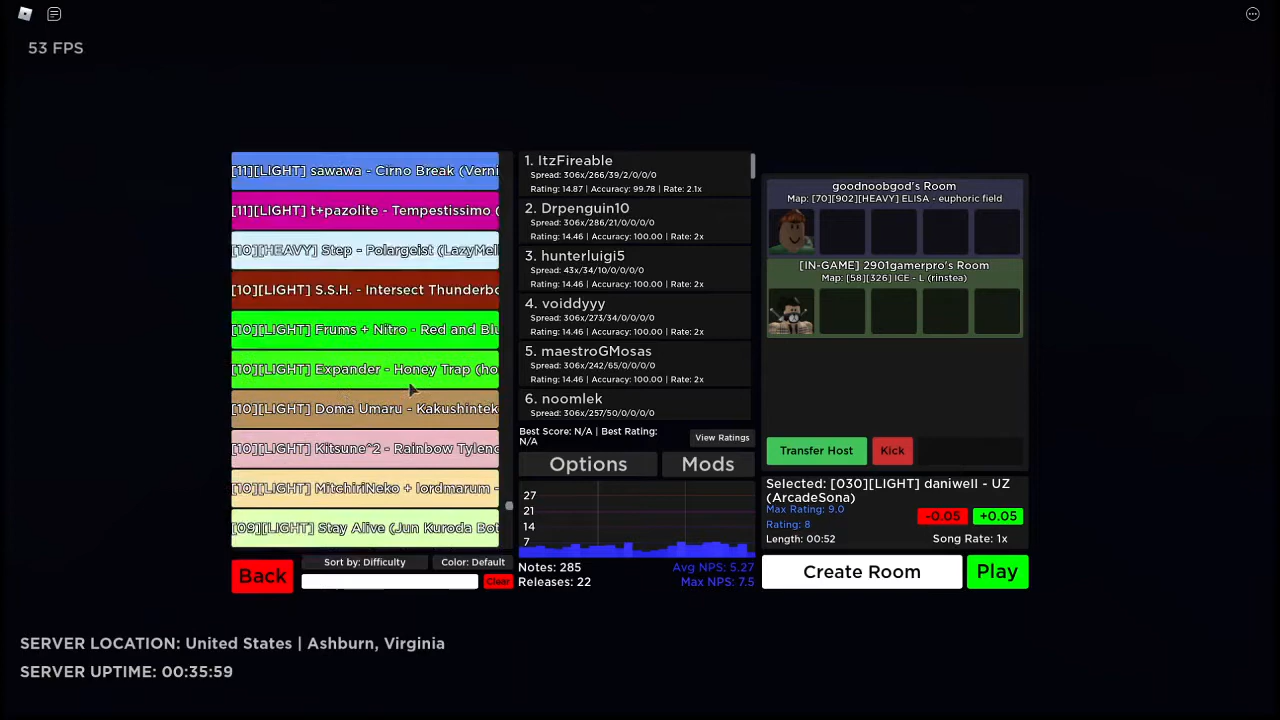 53 FPS
[11][LIGHT] sawawa - Cirno Break (Verni
[11][LIGHT] t+pazolite - Tempestissimo (
[10][HEAVY] Step - Polargeist (LazyMell
[10][LIGHT] S.S.H. - Intersect Thunderbo
[10][LIGHT] Frums + Nitro - Red and Blu
[10][LIGHT] Expander - Honey Trap (ho
[10][LIGHT] Doma Umaru - Kakushintek
[10][LIGHT] Kitsune^2 - Rainbow Tylenc
[10][LIGHT] MitchiriNeko + lordmarum -
[09][LIGHT] Stay Alive (Jun Kuroda Bot
Back
Sort by: Difficulty
Color: Default
Clear
1. ItzFireable
Spread: 306x/266/39/2/0/0/0
Rating: 14.87 | Accuracy: 99.78 | Rate: 2.1x
2. Drpenguin10
Spread: 306x/286/21/0/0/0/0
Rating: 14.46 | Accuracy: 100.00 | Rate: 2x
3. hunterluigi5
Spread: 43x/34/10/0/0/0/0
Rating: 14.46 | Accuracy: 100.00 | Rate: 2x
4. voiddyyy
Spread: 306x/273/34/0/0/0/0
Rating: 14.46 | Accuracy: 100.00 | Rate: 2x
5. maestroGMosas
Spread: 306x/242/65/0/0/0/0
Rating: 14.46 | Accuracy: 100.00 | Rate: 2x
6. noomlek
Spread: 306x/257/50/0/0/0/0
Best Score: N/A | Best Rating:
N/A
View Ratings
Options
Mods
27
21
14
7
Notes: 285
Releases: 22
Avg NPS: 5.27
Max NPS: 7.5
goodnoobgod's Room
Map: [70][902][HEAVY] ELISA - euphoric field
[IN-GAME] 2901gamerpro's Room
Map: [58][326] ICE - L (rinstea)
Transfer Host
Kick
Selected: [030][LIGHT] daniwell - UZ
(ArcadeSona)
Max Rating: 9.0
Rating: 8
Length: 00:52
-0.05
+0.05
Song Rate: 1x
Create Room
Play
SERVER LOCATION: United States | Ashburn, Virginia
SERVER UPTIME: 00:35:59